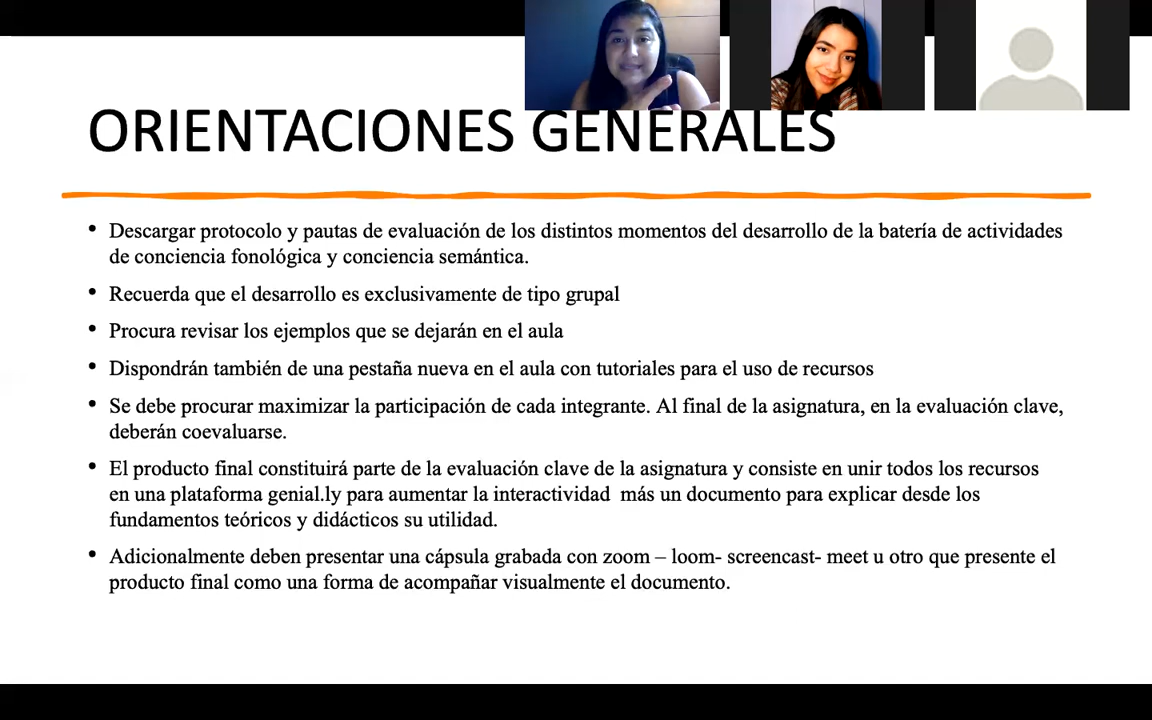 ORIENTACIONES GENERALES
• Descargar protocolo y pautas de evaluación de los distintos momentos del desarrollo de la batería de actividades
de conciencia fonológica y conciencia semántica.
• Recuerda que el desarrollo es exclusivamente de tipo grupal
• Procura revisar los ejemplos que se dejarán en el aula
• Dispondrán también de una pestaña nueva en el aula con tutoriales para el uso de recursos
• Se debe procurar maximizar la participación de cada integrante. Al final de la asignatura, en la evaluación clave,
deberán coevaluarse.
• El producto final constituirá parte de la evaluación clave de la asignatura y consiste en unir todos los recursos
en una plataforma genial.ly para aumentar la interactividad  más un documento para explicar desde los
fundamentos teóricos y didácticos su utilidad.
• Adicionalmente deben presentar una cápsula grabada con zoom – loom- screencast- meet u otro que presente el
producto final como una forma de acompañar visualmente el documento.